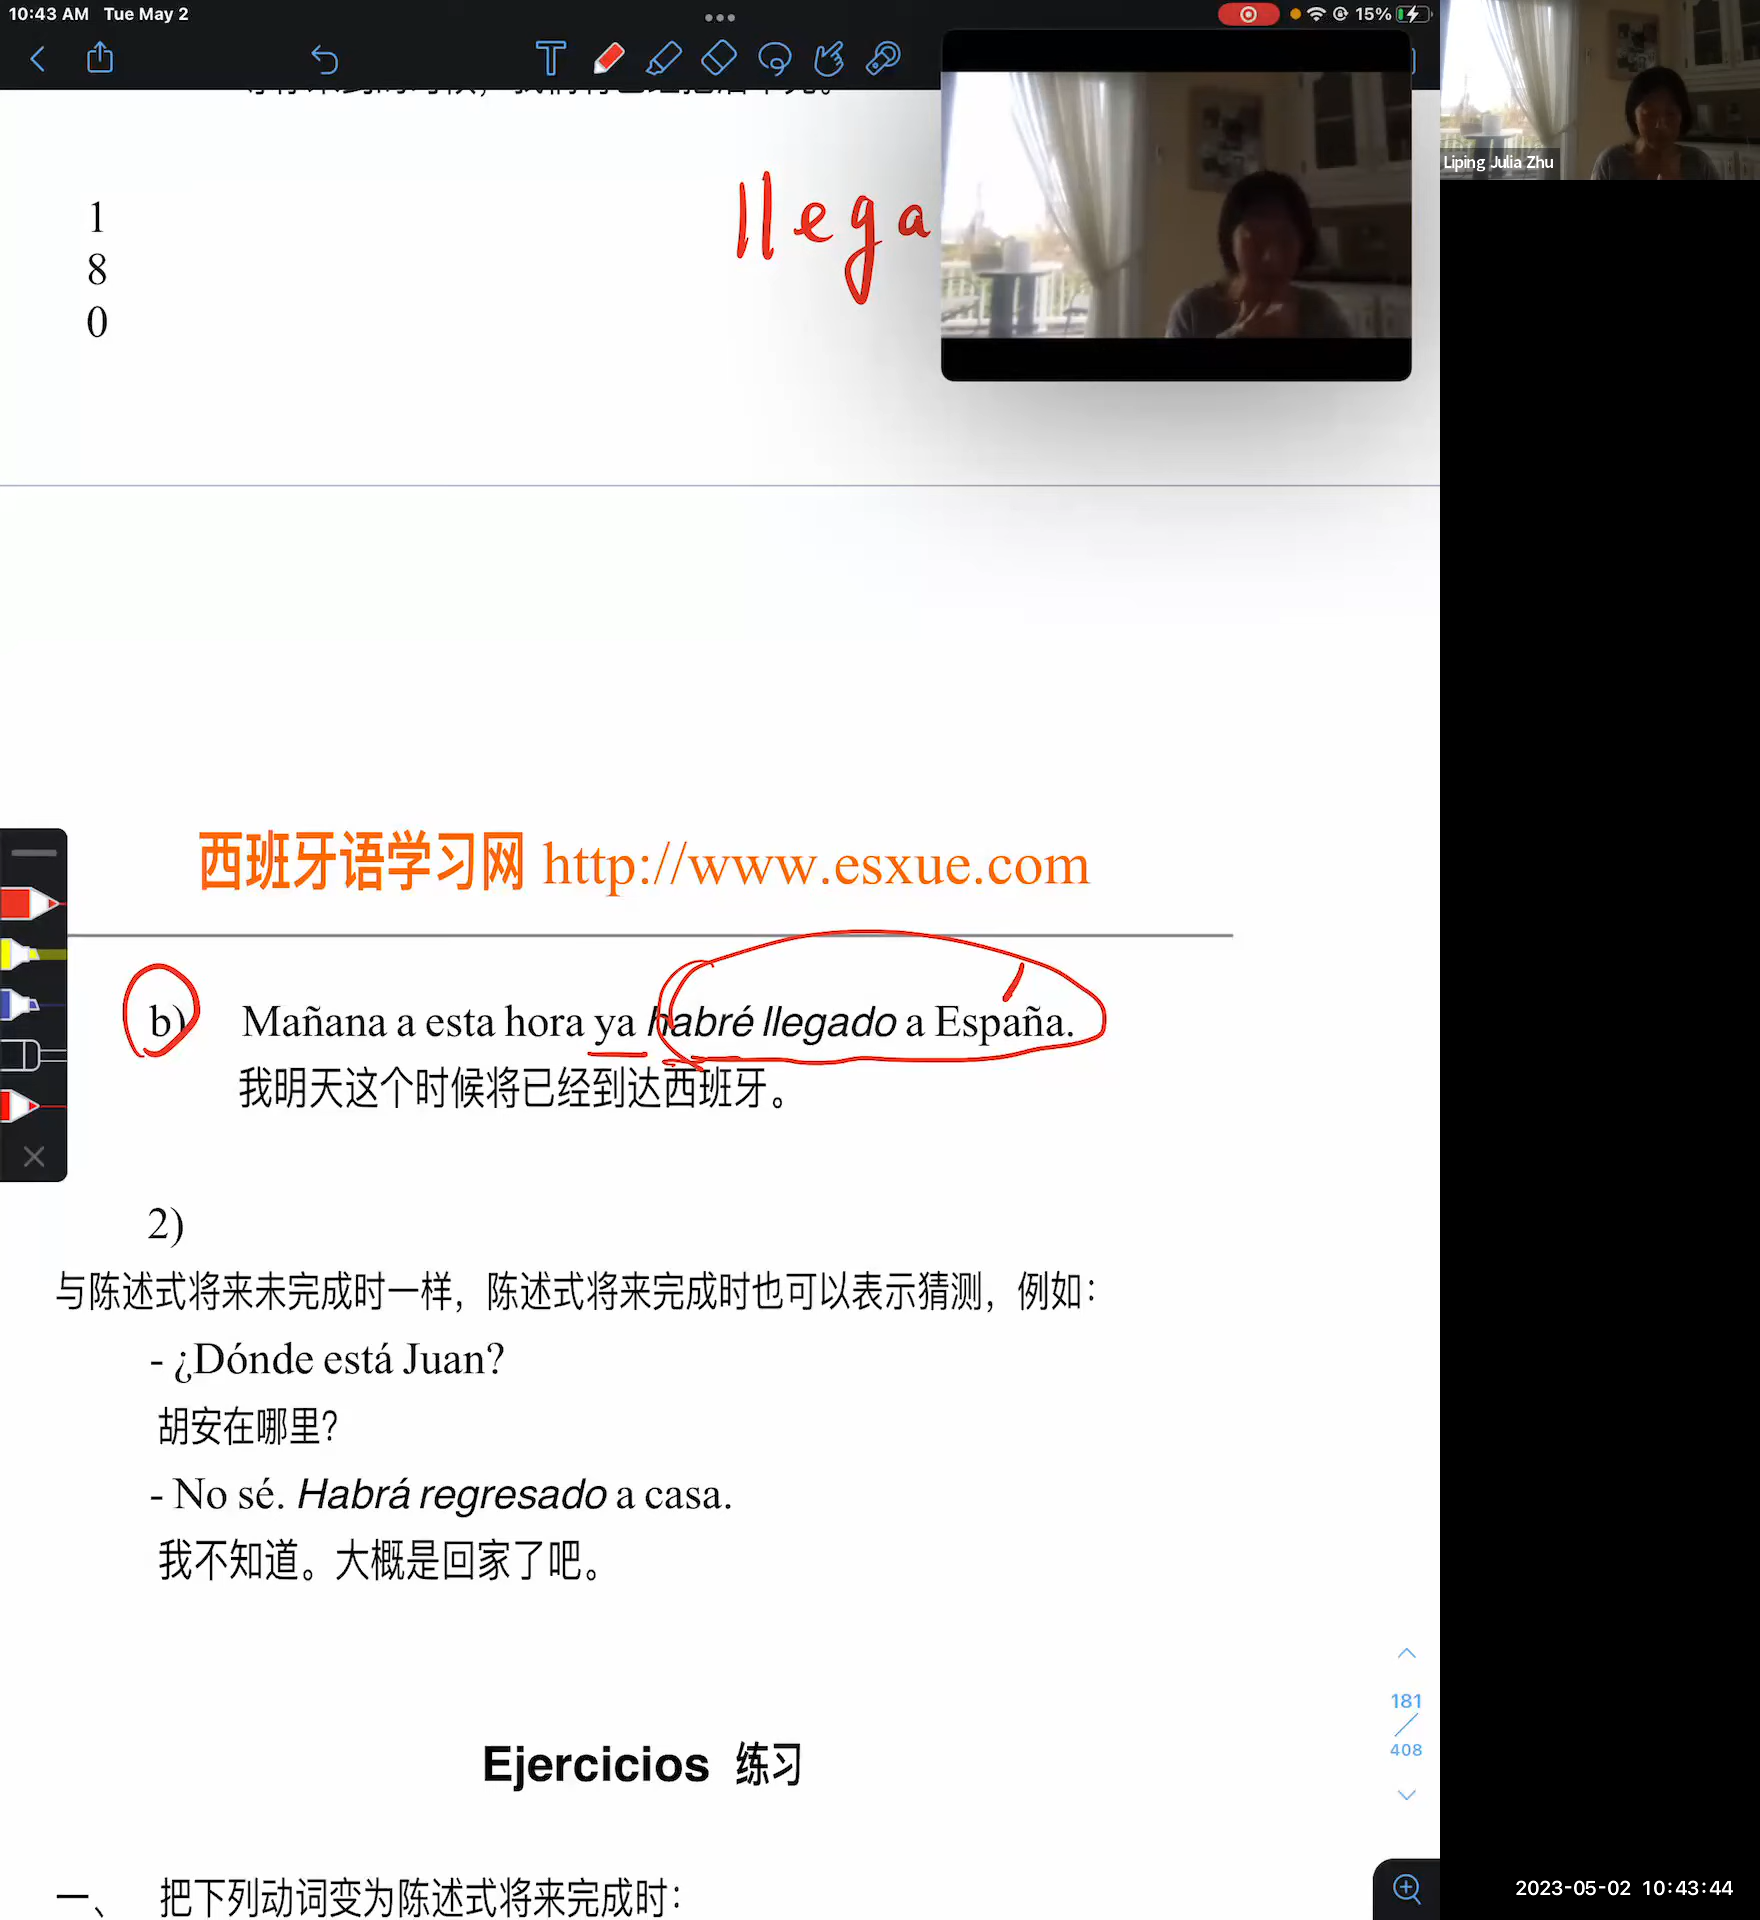 10:43 AM Tue May 2
15%
Liping Julia Zhu
llega
1
8
0
西班牙语学习网 http://www.esxue.com
b) Mañana a esta hora ya habré llegado a España.
我明天这个时候将已经到达西班牙。
2)
与陈述式将来未完成时一样，陈述式将来完成时也可以表示猜测，例如：
- ¿Dónde está Juan?
胡安在哪里？
- No sé. Habrá regresado a casa.
我不知道。大概是回家了吧。
181
408
Ejercicios 练习
一、 把下列动词变为陈述式将来完成时：
2023-05-02 10:43:44